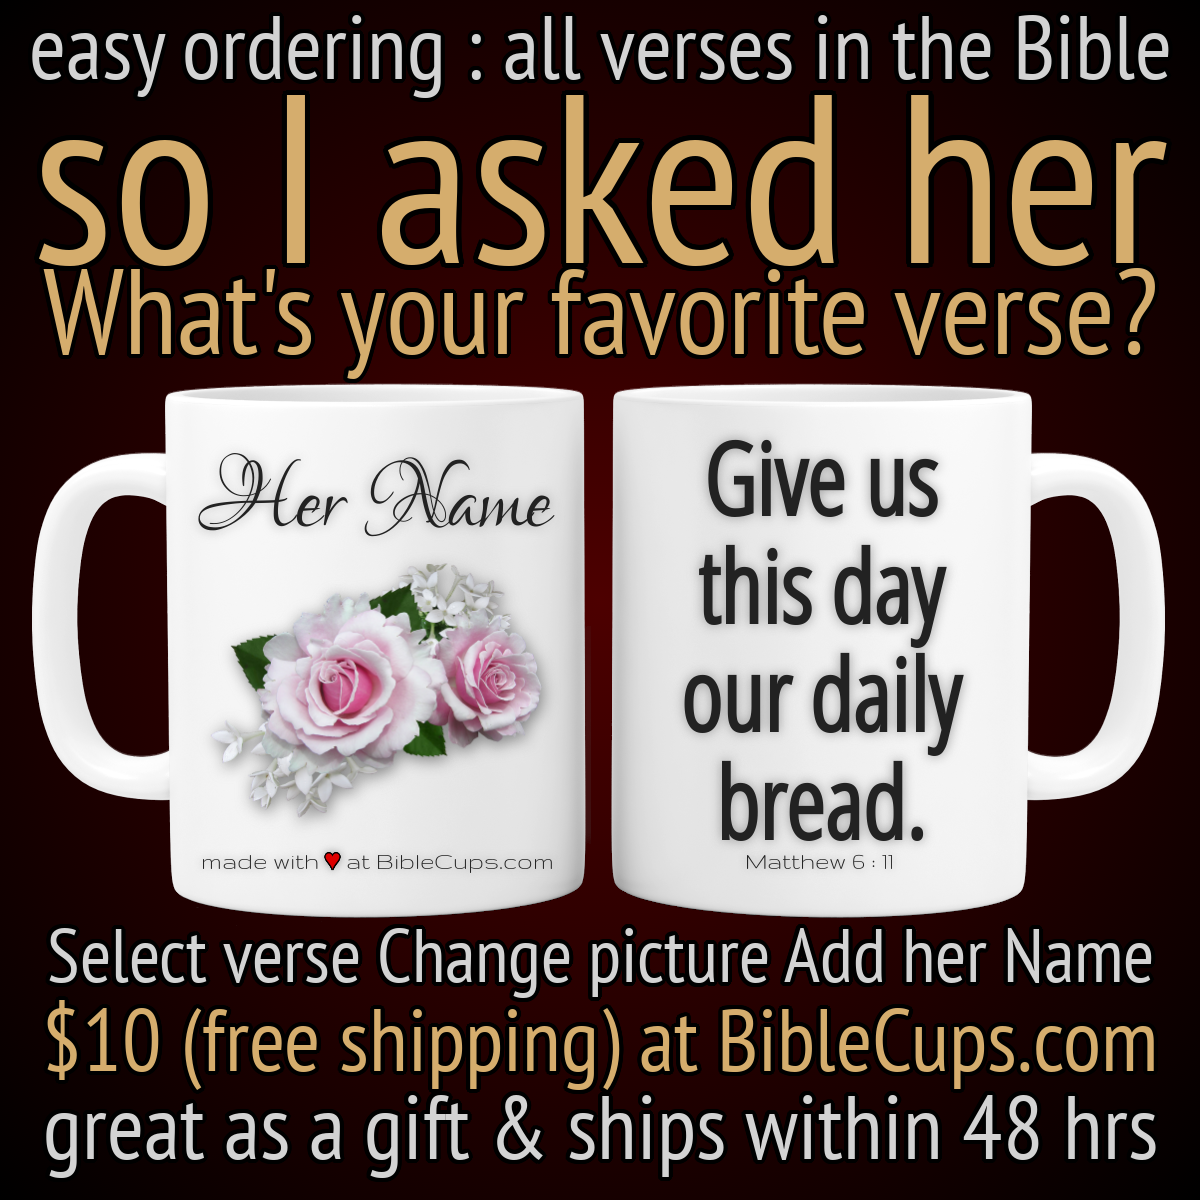 easy ordering : all verses in the Bible
so I asked her
What's your favorite verse?
Her Name
made with ♥ at BibleCups.com
Give us
this day
our daily
bread.
Matthew 6 : 11
Select verse Change picture Add her Name
$10 (free shipping) at BibleCups.com
great as a gift & ships within 48 hrs